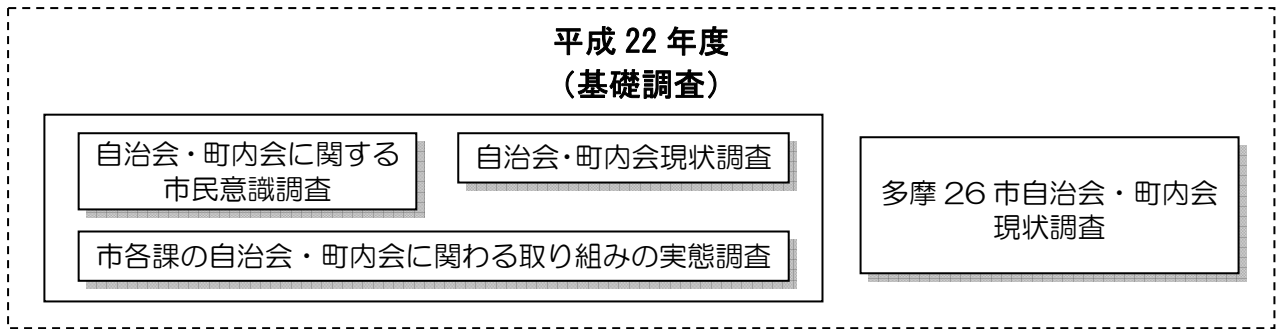 平成 22 年度
（基礎調査）
自治会・町内会に関する
市民意識調査
自治会・町内会現状調査
市各課の自治会・町内会に関わる取り組みの実態調査
多摩 26 市自治会・町内会
現状調査